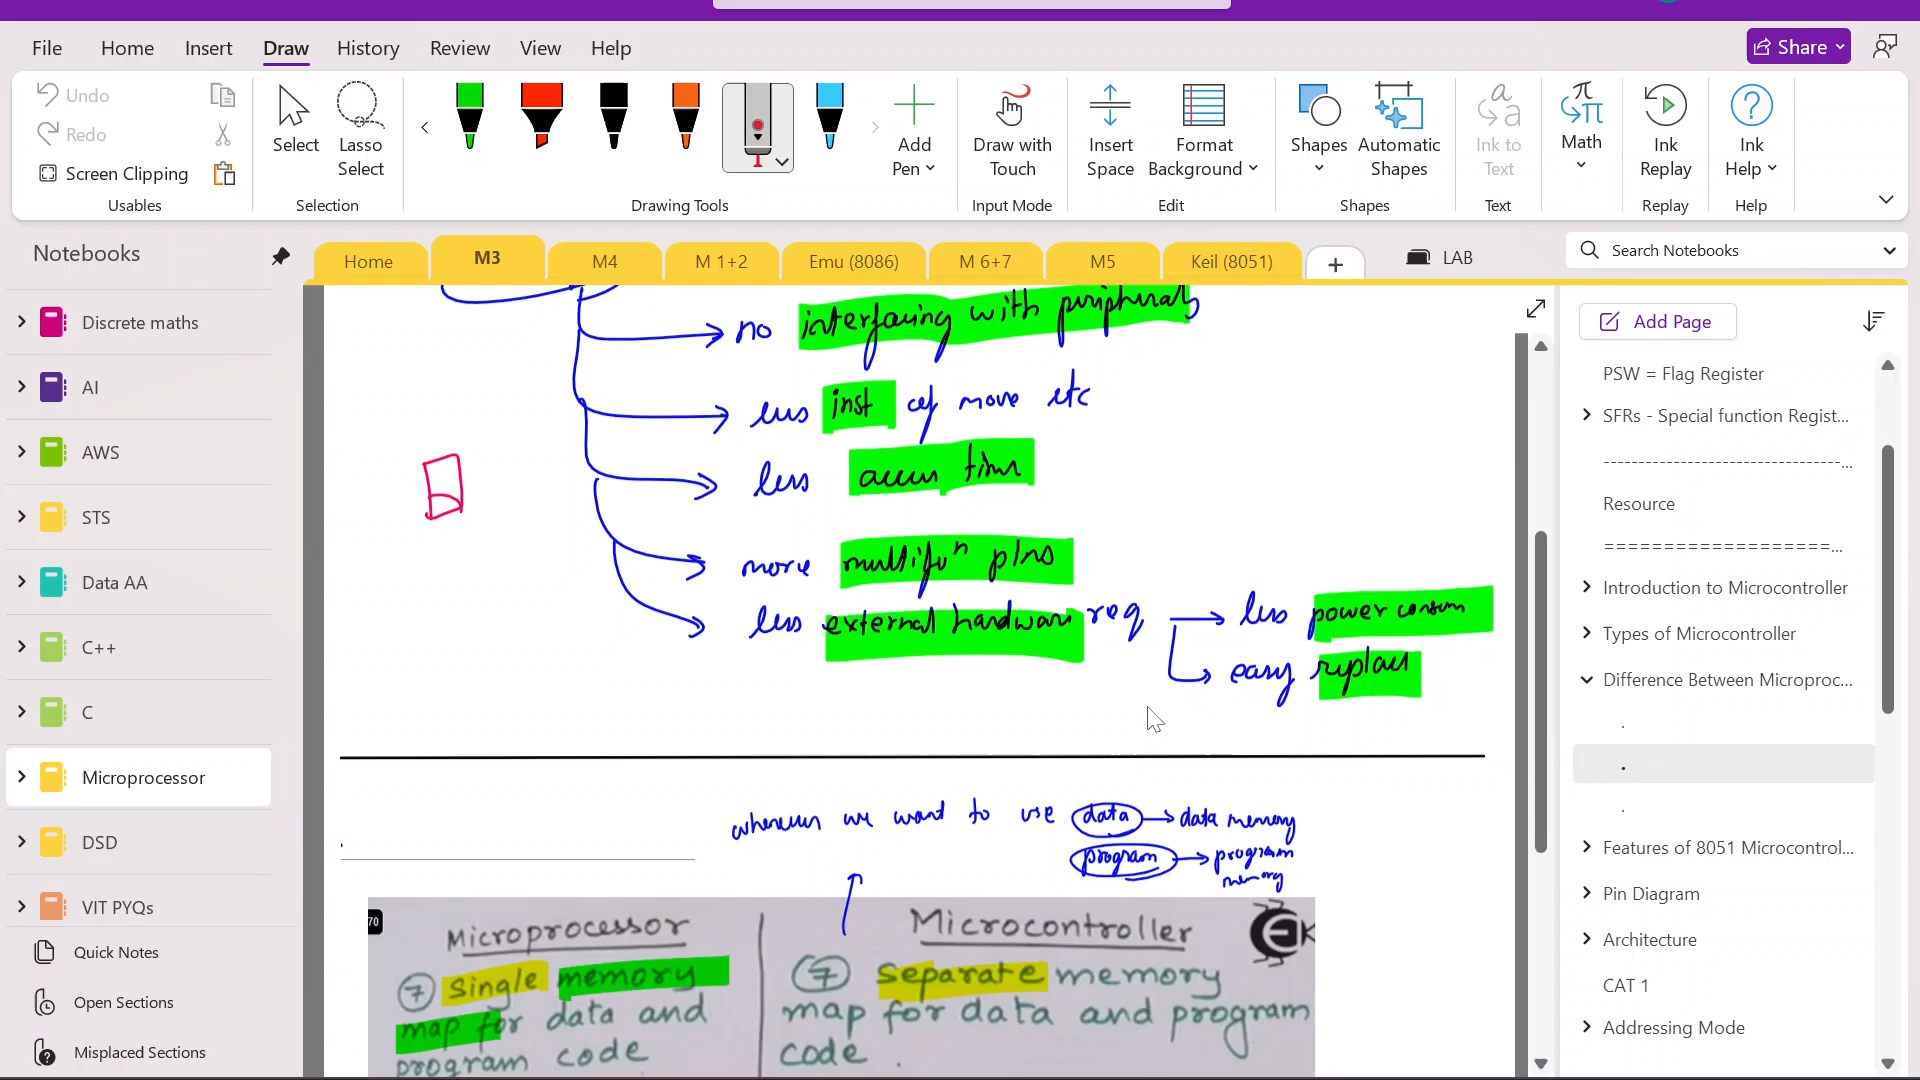 File Home Insert Draw History Review View Help Share
Undo
Redo
Screen Clipping
Usables
Select
Lasso Select
Selection
Drawing Tools
Add Pen
Draw with Touch
Input Mode
Insert Space
Format Background
Edit
Shapes
Automatic Shapes
Shapes
Ink to Text
Text
Math
Ink Replay
Replay
Ink Help
Help
Notebooks
Home M3 M4 M 1+2 Emu (8086) M 6+7 M5 Keil (8051) + LAB
Search Notebooks
Discrete maths
AI
AWS
STS
Data AA
C++
C
Microprocessor
DSD
VIT PYQs
Quick Notes
Open Sections
Misplaced Sections
no interfacing with peripherals
less inst move etc
less access time
more multifuⁿ pins
less external hardware req → less power consum
easy replace
whenever we want to use data → data memory
program → program memory
70
Microprocessor
⑦ Single memory
map for data and
program code
Microcontroller
⑦ Separate memory
map for data and program
code .
Add Page
PSW = Flag Register
SFRs - Special function Regist...
---------------------------------...
Resource
===================...
Introduction to Microcontroller
Types of Microcontroller
Difference Between Microproc...
.
.
.
Features of 8051 Microcontrol...
Pin Diagram
Architecture
CAT 1
Addressing Mode